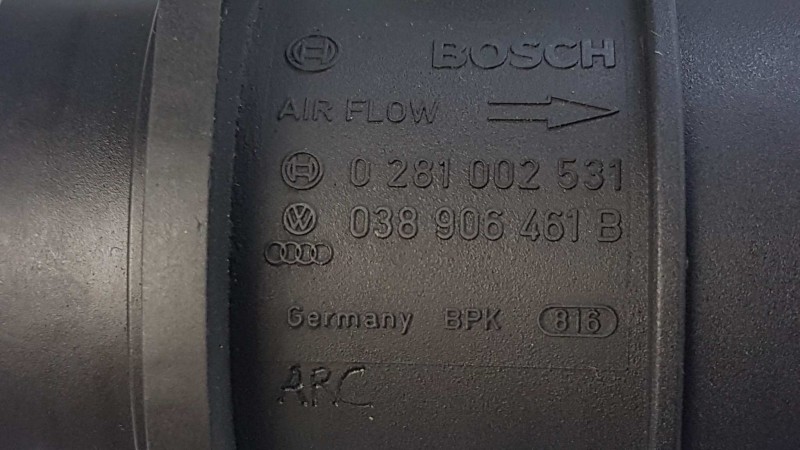 BOSCH
AIR FLOW
0 281 002 531
038 906 461 B
Germany BPK 816
ARC